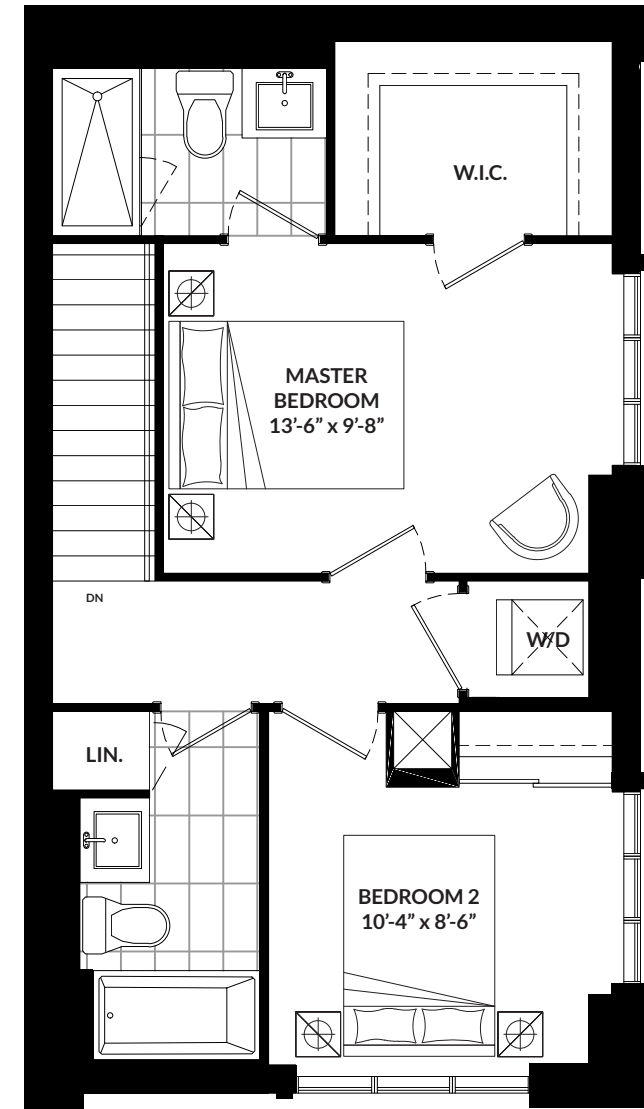 W.I.C.
MASTER
BEDROOM
13’-6” x 9’-8”
DN
W/D
LIN.
BEDROOM 2
10’-4” x 8’-6”